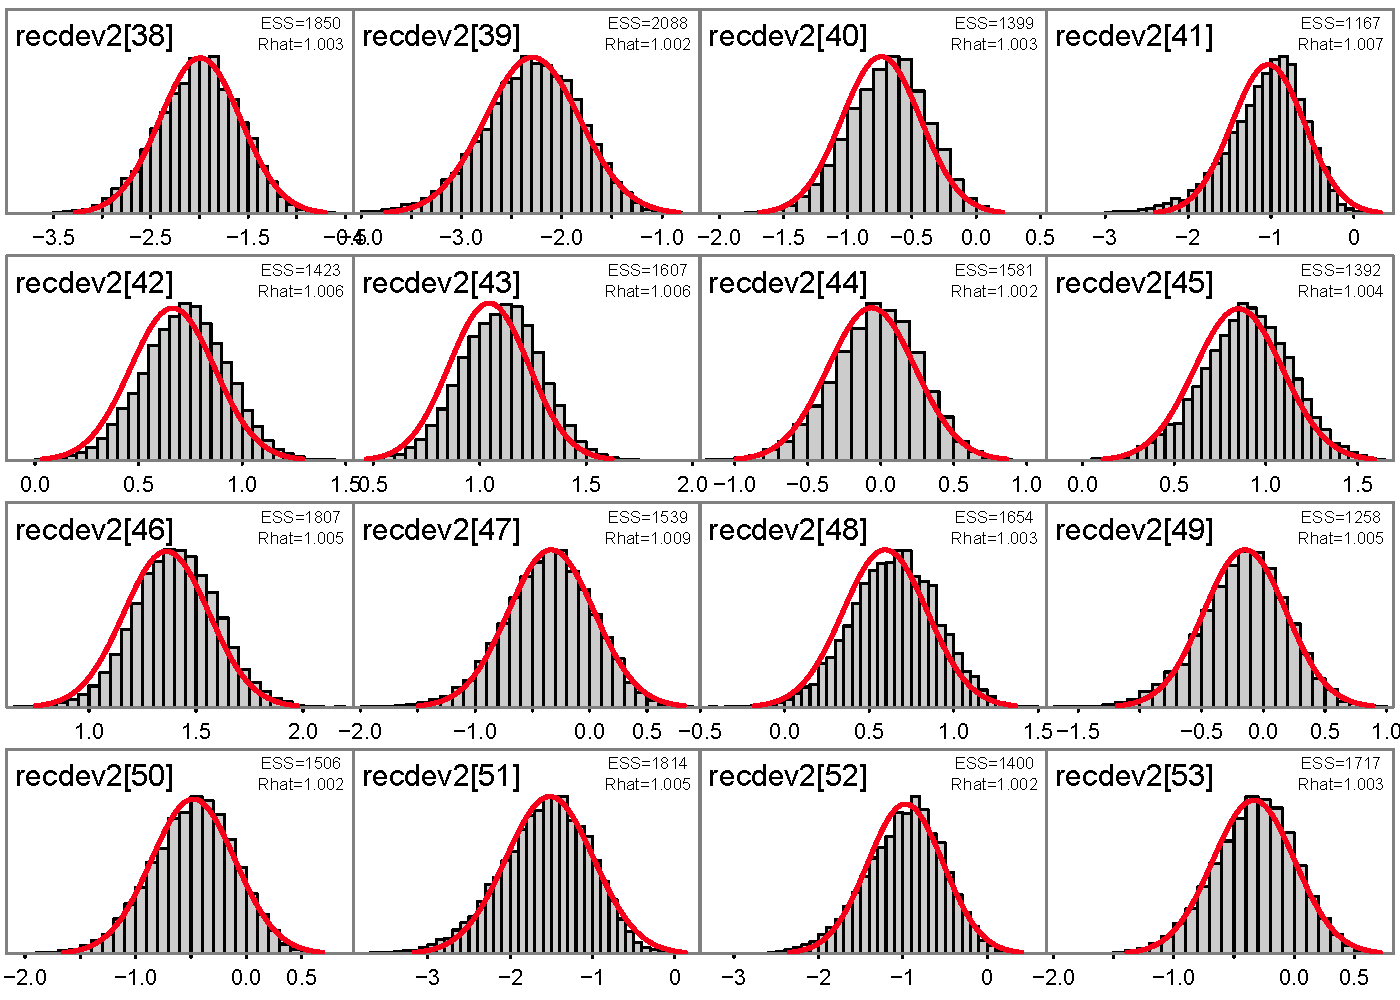 recdev2[38] ESS=1850 Rhat=1.003
recdev2[39] ESS=2088 Rhat=1.002
recdev2[40] ESS=1399 Rhat=1.003
recdev2[41] ESS=1167 Rhat=1.007
−3.5 −2.5 −1.5
−3.0 −2.0 −1.0
−2.0 −1.5 −1.0 −0.5 0.0 0.5
−3 −2 −1 0
recdev2[42] ESS=1423 Rhat=1.006
recdev2[43] ESS=1607 Rhat=1.006
recdev2[44] ESS=1581 Rhat=1.002
recdev2[45] ESS=1392 Rhat=1.004
0.0 0.5 1.0 1.5
0.5 1.0 1.5 2.0
−1.0 −0.5 0.0 0.5 1.0
0.0 0.5 1.0 1.5
recdev2[46] ESS=1807 Rhat=1.005
recdev2[47] ESS=1539 Rhat=1.009
recdev2[48] ESS=1654 Rhat=1.003
recdev2[49] ESS=1258 Rhat=1.005
1.0 1.5 2.0
−2.0 −1.0 0.0 0.5
−0.5 0.0 0.5 1.0 1.5
−1.5 −0.5 0.0 0.5 1.0
recdev2[50] ESS=1506 Rhat=1.002
recdev2[51] ESS=1814 Rhat=1.005
recdev2[52] ESS=1400 Rhat=1.002
recdev2[53] ESS=1717 Rhat=1.003
−2.0 −1.0 0.0 0.5
−3 −2 −1 0
−3 −2 −1 0
−2.0 −1.0 0.0 0.5